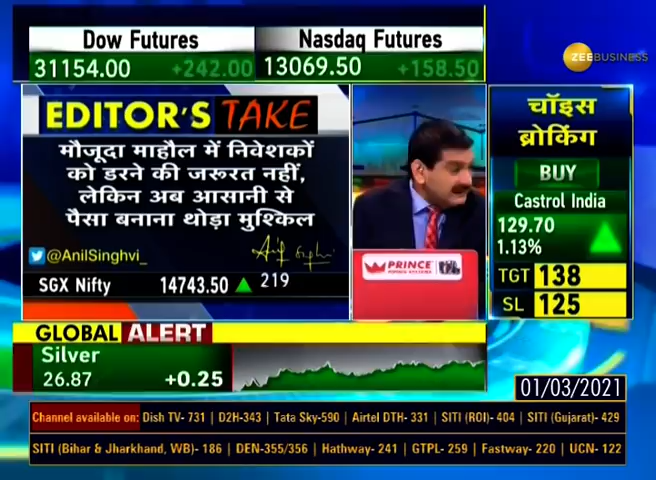 Dow Futures
31154.00 +242.00
Nasdaq Futures
13069.50 +158.50
ZEEBUSINESS
EDITOR'S TAKE
मौजूदा माहौल में निवेशकों
को डरने की जरूरत नहीं,
लेकिन अब आसानी से
पैसा बनाना थोड़ा मुश्किल
@AnilSinghvi_
SGX Nifty 14743.50 219
PRINCE
चॉइस
ब्रोकिंग
BUY
Castrol India
129.70
1.13%
TGT 138
SL 125
GLOBAL ALERT
Silver
26.87 +0.25
01/03/2021
Channel available on: Dish TV- 731 | D2H-343 | Tata Sky-590 | Airtel DTH- 331 | SITI (ROI)- 404 | SITI (Gujarat)- 429
SITI (Bihar & Jharkhand, WB)- 186 | DEN-355/356 | Hathway- 241 | GTPL- 259 | Fastway- 220 | UCN- 122